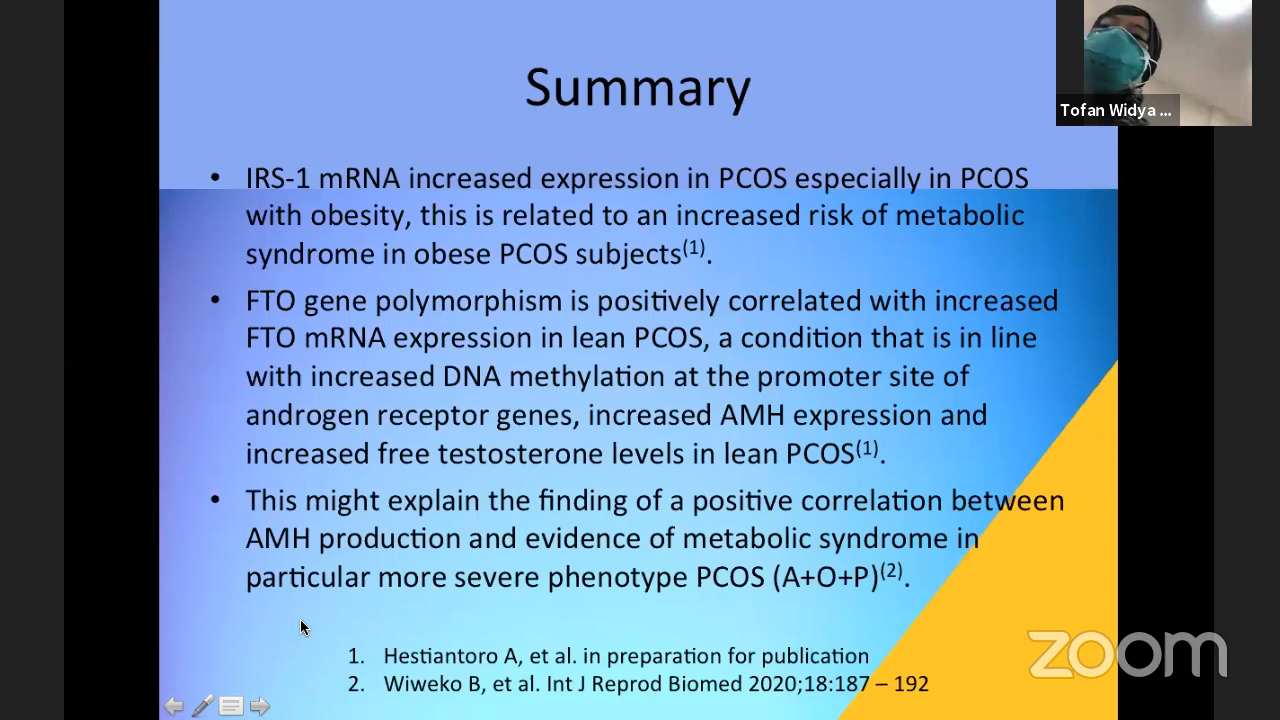 Summary
Tofan Widya ...
• IRS-1 mRNA increased expression in PCOS especially in PCOS
with obesity, this is related to an increased risk of metabolic
syndrome in obese PCOS subjects(1).
• FTO gene polymorphism is positively correlated with increased
FTO mRNA expression in lean PCOS, a condition that is in line
with increased DNA methylation at the promoter site of
androgen receptor genes, increased AMH expression and
increased free testosterone levels in lean PCOS(1).
• This might explain the finding of a positive correlation between
AMH production and evidence of metabolic syndrome in
particular more severe phenotype PCOS (A+O+P)(2).
1. Hestiantoro A, et al. in preparation for publication
2. Wiweko B, et al. Int J Reprod Biomed 2020;18:187 – 192
zoom